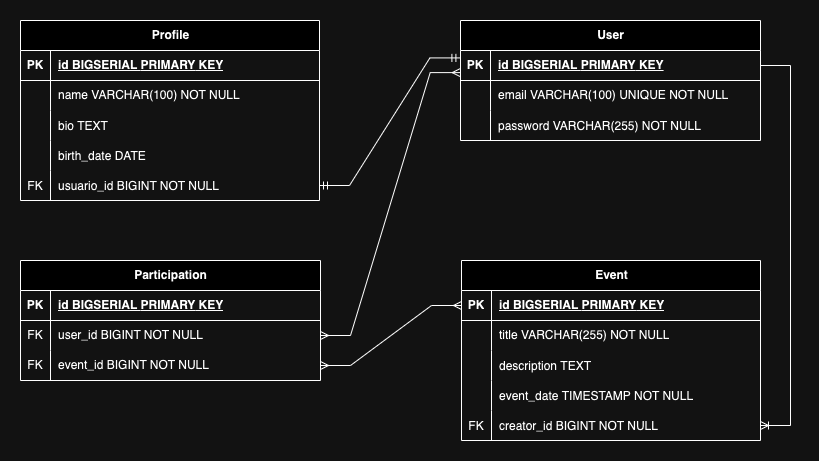 Profile
PK id BIGSERIAL PRIMARY KEY
name VARCHAR(100) NOT NULL
bio TEXT
birth_date DATE
FK usuario_id BIGINT NOT NULL
User
PK id BIGSERIAL PRIMARY KEY
email VARCHAR(100) UNIQUE NOT NULL
password VARCHAR(255) NOT NULL
Participation
PK id BIGSERIAL PRIMARY KEY
FK user_id BIGINT NOT NULL
FK event_id BIGINT NOT NULL
Event
PK id BIGSERIAL PRIMARY KEY
title VARCHAR(255) NOT NULL
description TEXT
event_date TIMESTAMP NOT NULL
FK creator_id BIGINT NOT NULL